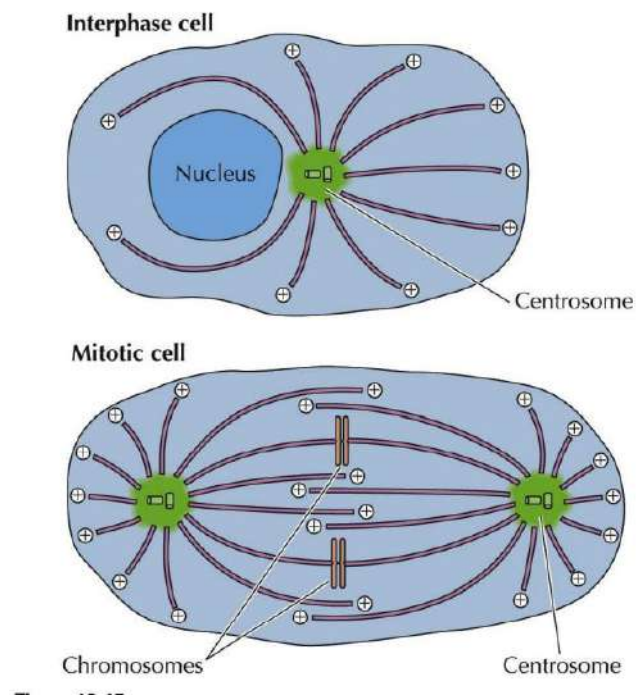 Interphase cell
Nucleus
Centrosome
Mitotic cell
Chromosomes
Centrosome